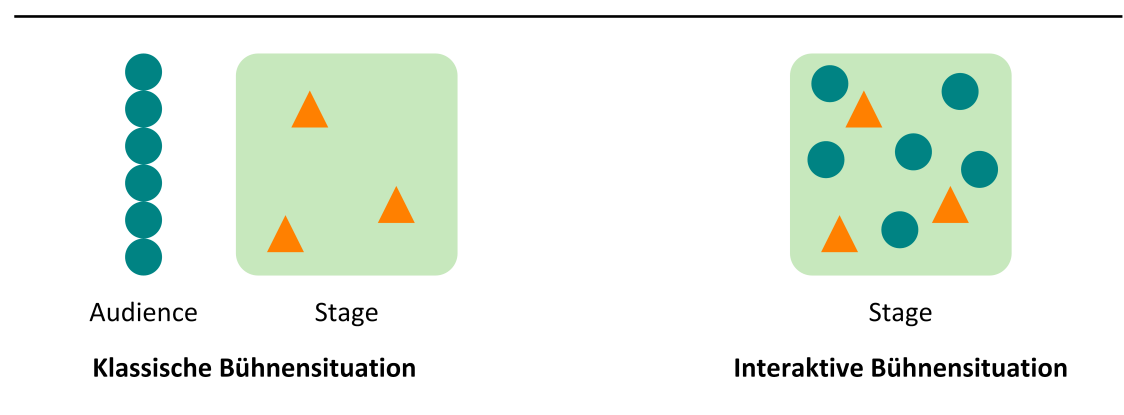 Audience
Stage
Klassische Bühnensituation
Stage
Interaktive Bühnensituation